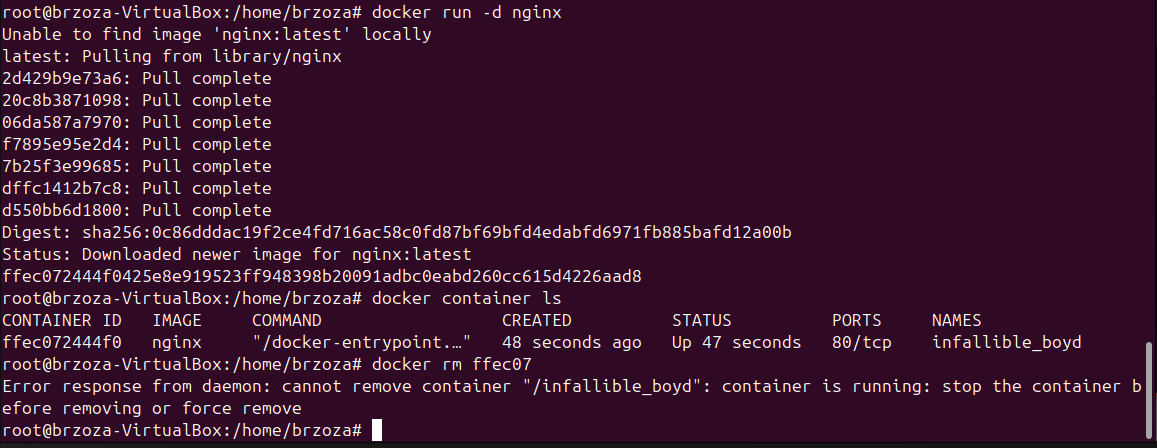 root@brzoza-VirtualBox:/home/brzoza# docker run -d nginx
Unable to find image 'nginx:latest' locally
latest: Pulling from library/nginx
2d429b9e73a6: Pull complete
20c8b3871098: Pull complete
06da587a7970: Pull complete
f7895e95e2d4: Pull complete
7b25f3e99685: Pull complete
dffc1412b7c8: Pull complete
d550bb6d1800: Pull complete
Digest: sha256:0c86dddac19f2ce4fd716ac58c0fd87bf69bfd4edabfd6971fb885bafd12a00b
Status: Downloaded newer image for nginx:latest
ffec072444f0425e8e919523ff948398b20091adbc0eabd260cc615d4226aad8
root@brzoza-VirtualBox:/home/brzoza# docker container ls
CONTAINER ID   IMAGE     COMMAND                  CREATED          STATUS          PORTS     NAMES
ffec072444f0   nginx     "/docker-entrypoint.…"   48 seconds ago   Up 47 seconds   80/tcp    infallible_boyd
root@brzoza-VirtualBox:/home/brzoza# docker rm ffec07
Error response from daemon: cannot remove container "/infallible_boyd": container is running: stop the container b
efore removing or force remove
root@brzoza-VirtualBox:/home/brzoza#